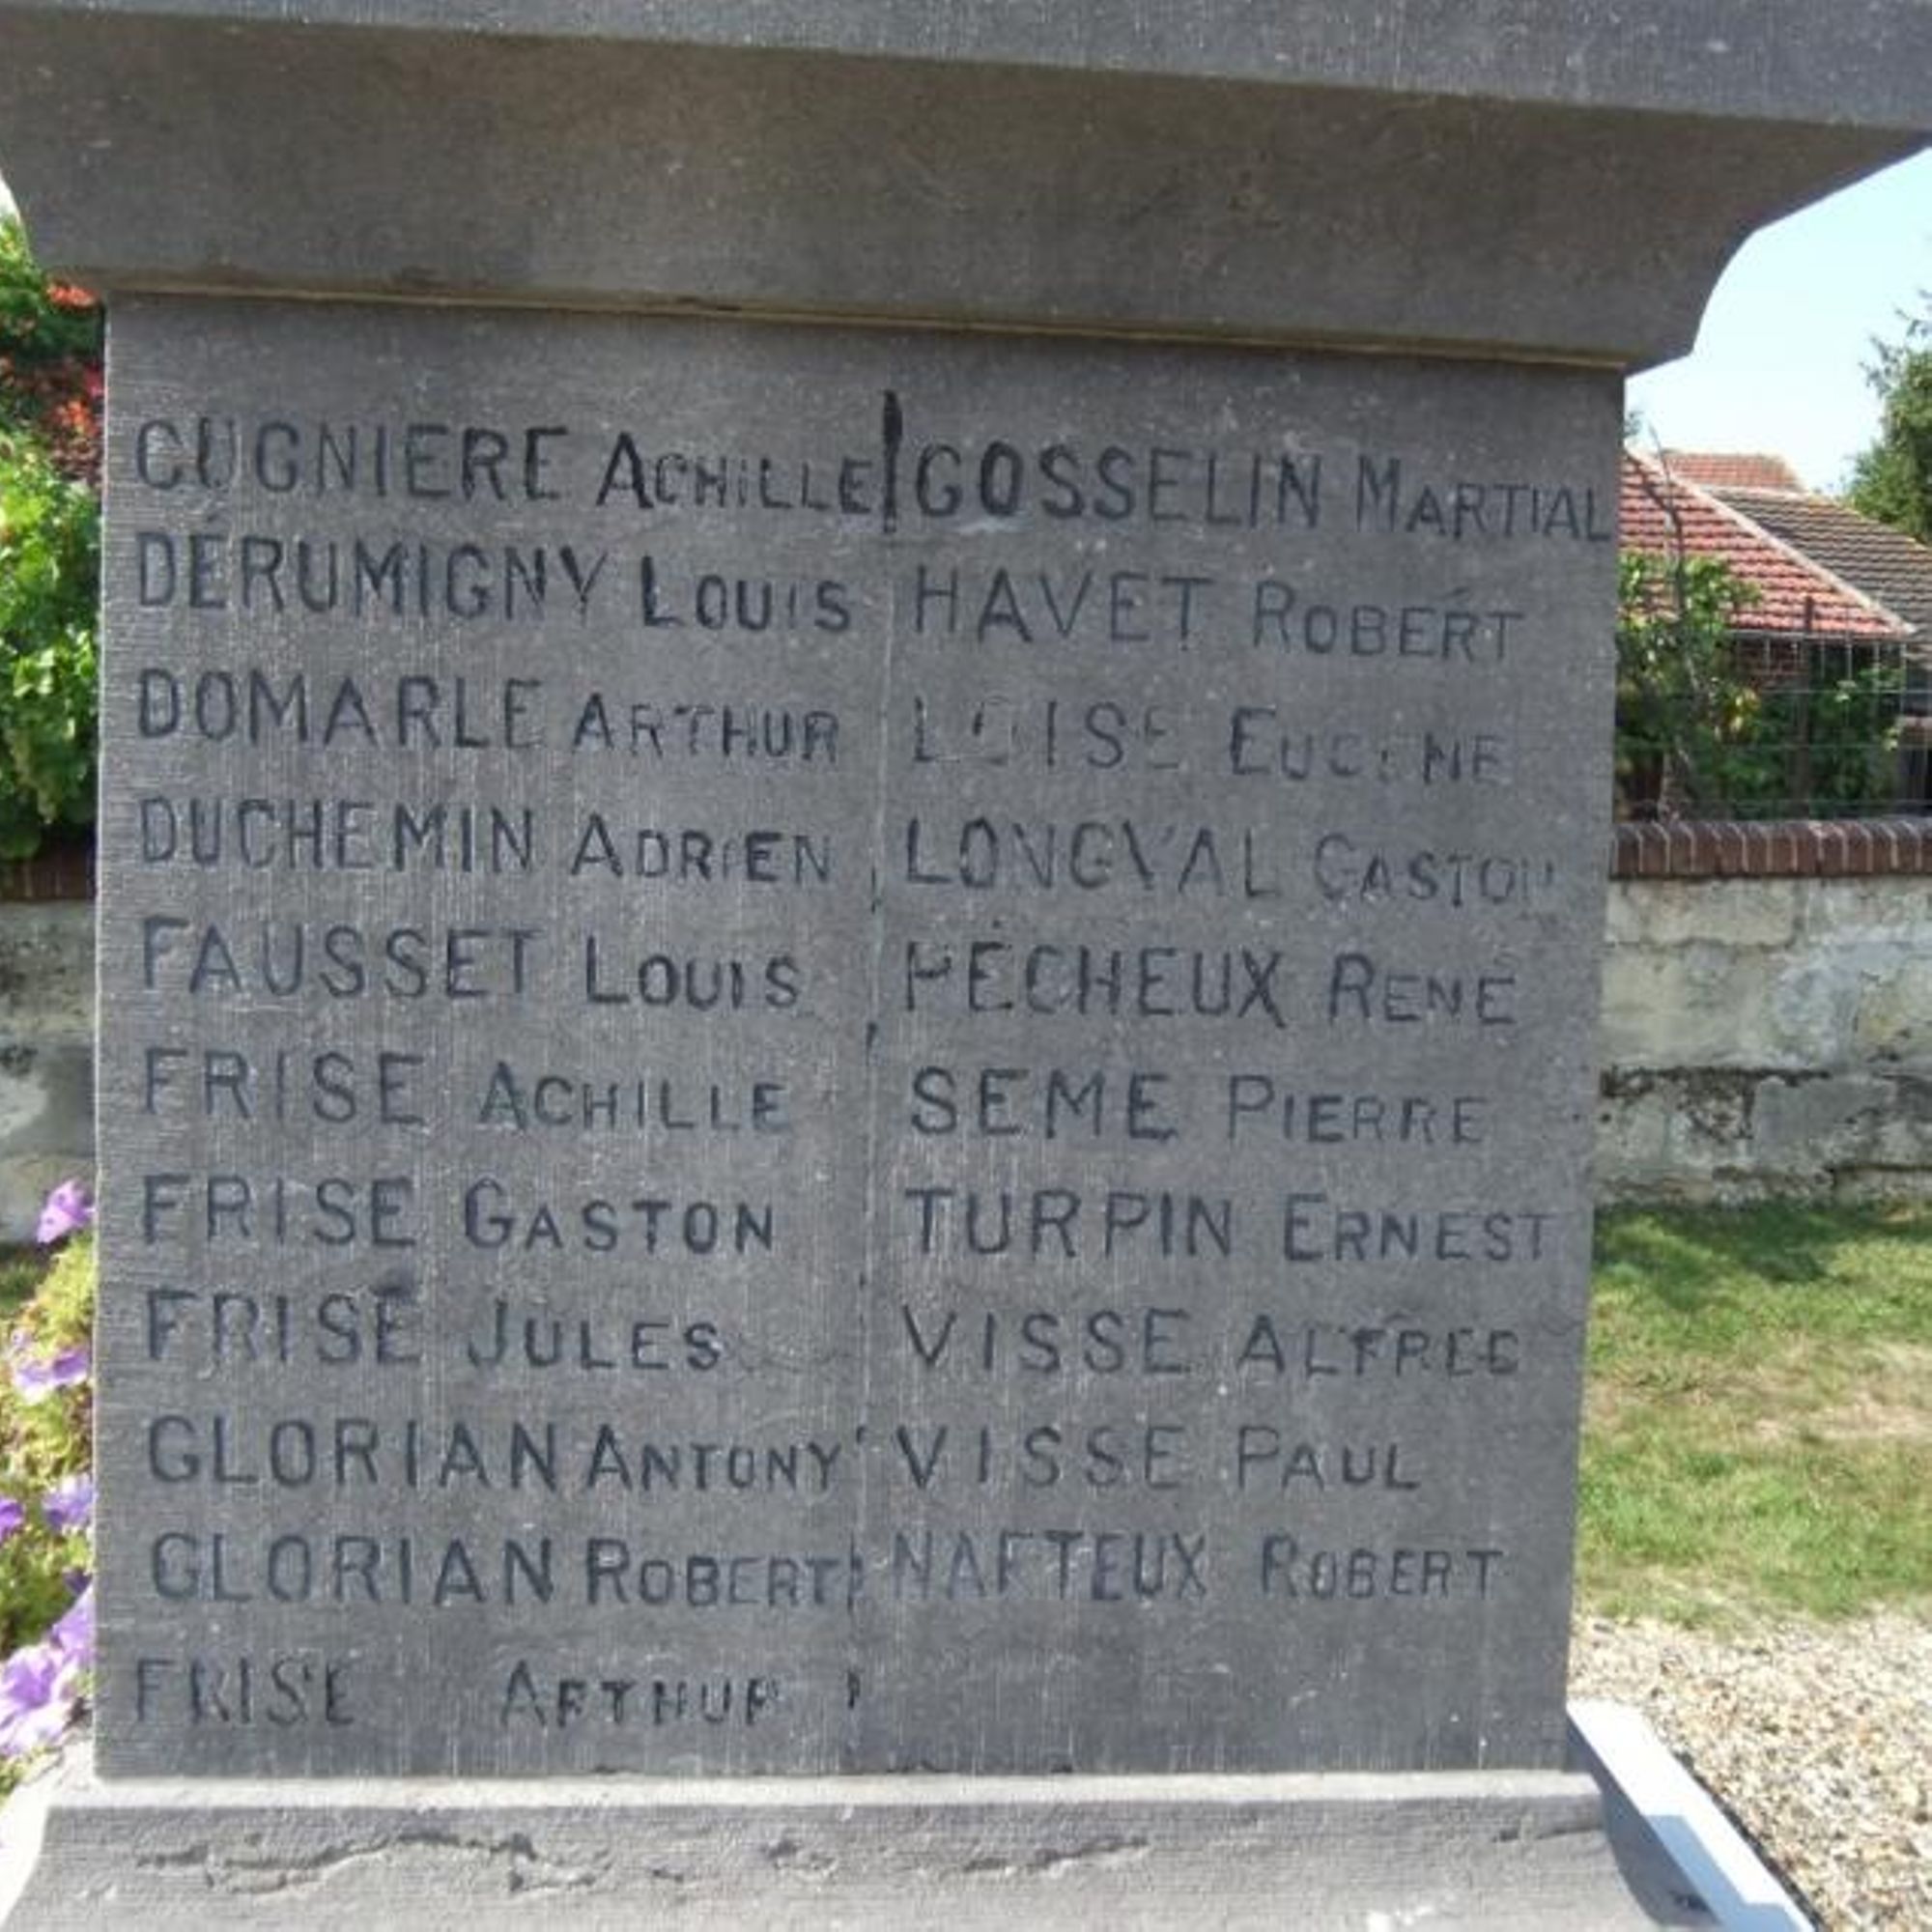 CUGNIERE ACHILLE
DÉRUMIGNY LOUIS
DOMARLE ARTHUR
DUCHEMIN ADRIEN
FAUSSET LOUIS
FRISE ACHILLE
FRISE GASTON
FRISÉ JULES
GLORIAN ANTONY
GLORIAN ROBERT
FRISE ARTHUR
GOSSELIN MARTIAL
HAVET ROBERT
LOISE EUGENE
LONGVAL GASTON
PÉCHEUX RENÉ
SEME PIERRE
TURPIN ERNEST
VISSE ALFRED
VISSE PAUL
NAFTEUX ROBERT